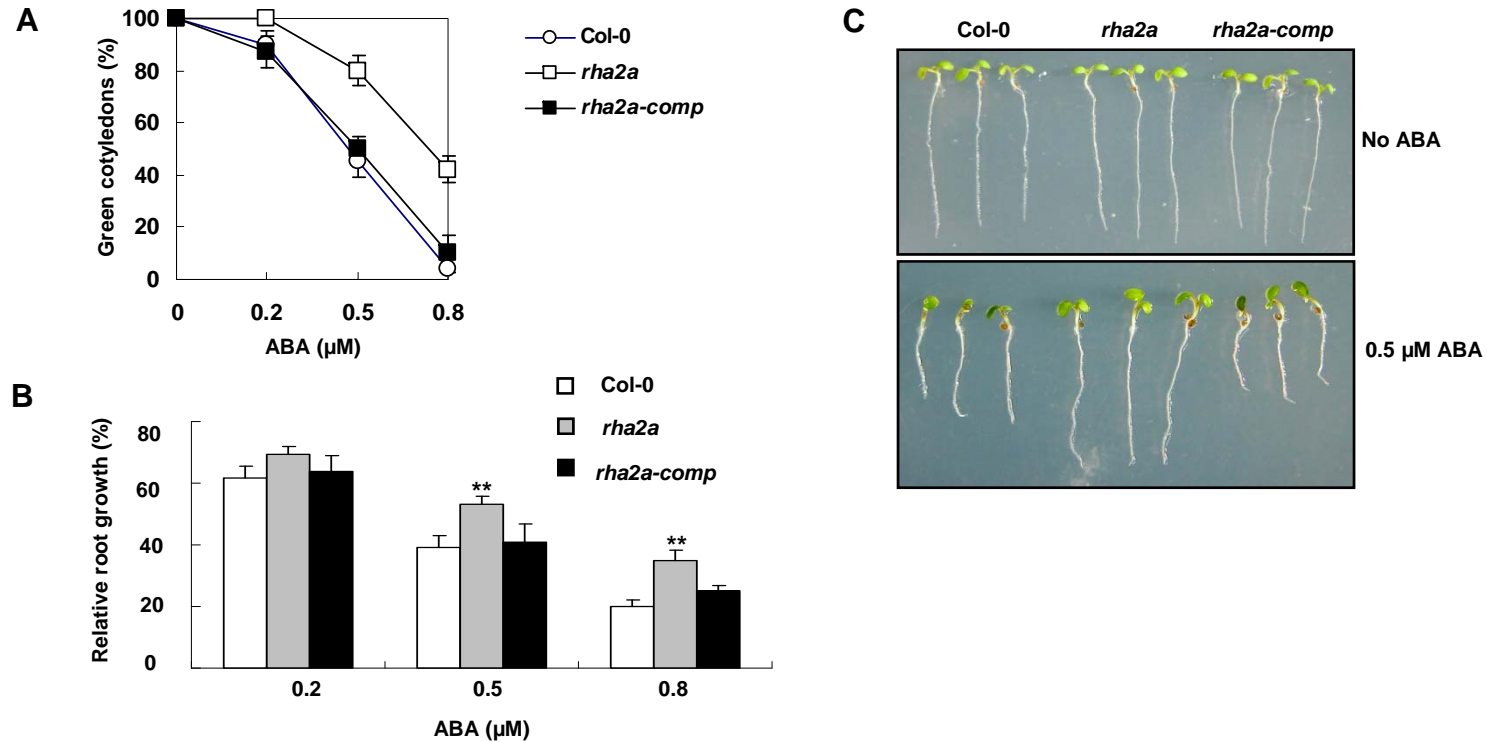 A
Green cotyledons (%)
100
80
60
40
20
0
0 0.2 0.5 0.8
ABA (µM)
Col-0
rha2a
rha2a-comp
B
Relative root growth (%)
80
60
40
20
0
** **
0.2 0.5 0.8
ABA (µM)
Col-0
rha2a
rha2a-comp
C
Col-0 rha2a rha2a-comp
No ABA
0.5 µM ABA